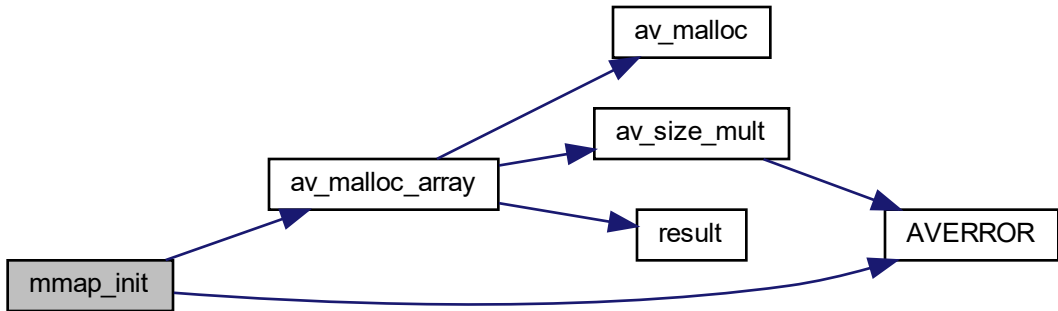 av_malloc
av_size_mult
av_malloc_array
result
AVERROR
mmap_init